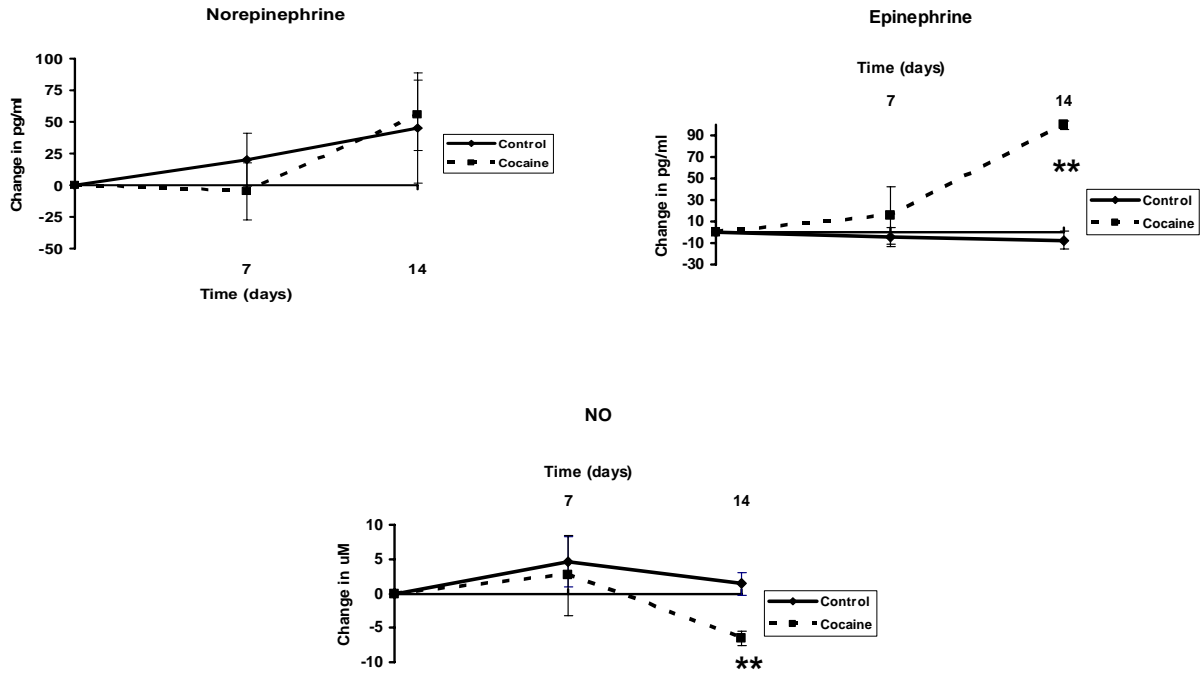 Norepinephrine
100
75
50
25
0
-25
-50
Change in pg/ml
7 14
Time (days)
Control
Cocaine
Epinephrine
Time (days)
7 14
90
70
50
30
10
-10
-30
Change in pg/ml
**
Control
Cocaine
NO
Time (days)
7 14
10
5
0
-5
-10
Change in uM
**
Control
Cocaine